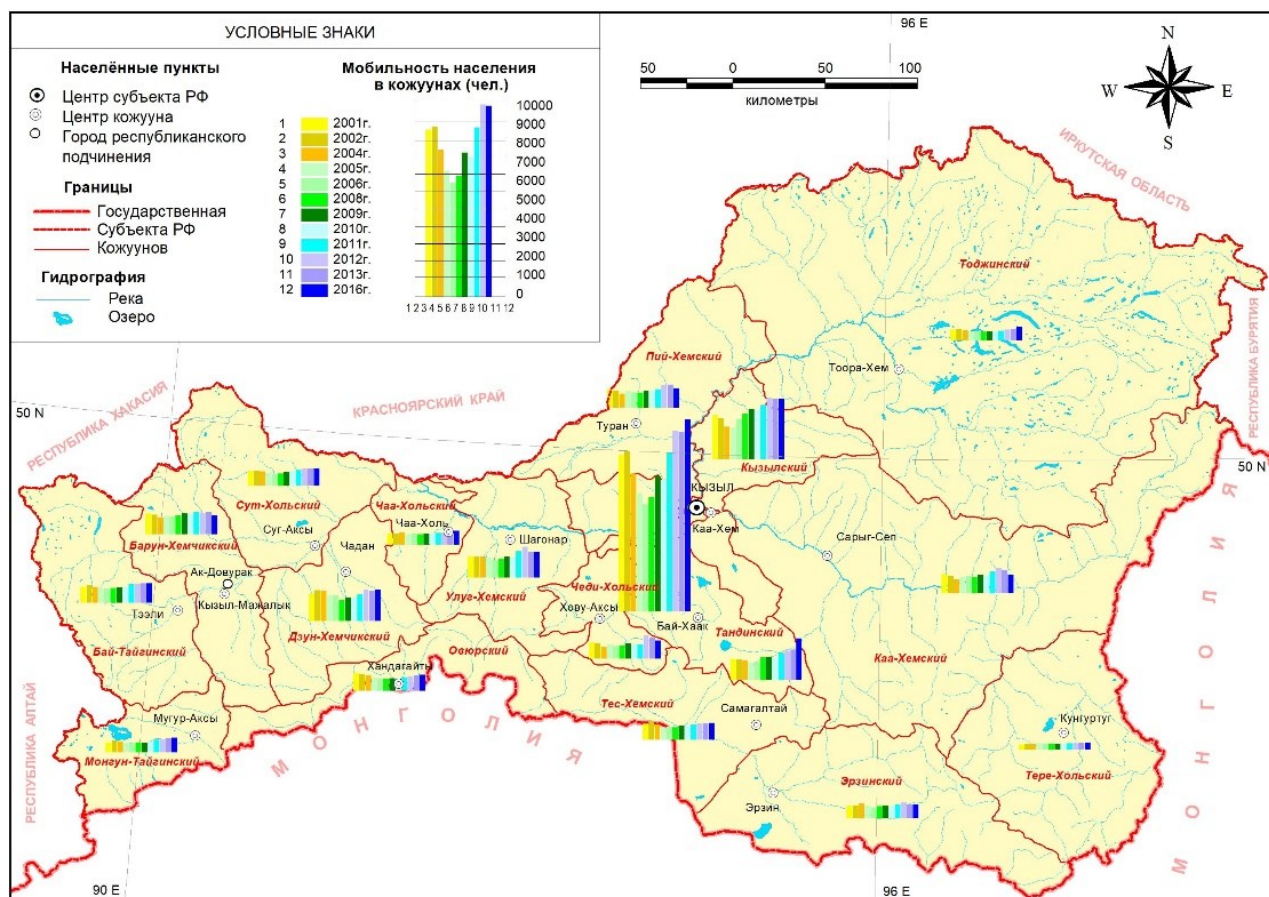 УСЛОВНЫЕ ЗНАКИ
Населённые пункты
Центр субъекта РФ
Центр кожууна
Город республиканского
подчинения
Границы
Государственная
Субъекта РФ
Кожуунов
Гидрография
Река
Озеро
Мобильность населения
в кожуунах (чел.)
1 2001г.
2 2002г.
3 2004г.
4 2005г.
5 2006г.
6 2008г.
7 2009г.
8 2010г.
9 2011г.
10 2012г.
11 2013г.
12 2016г.
10000
9000
8000
7000
6000
5000
4000
3000
2000
1000
0
1 2 3 4 5 6 7 8 9 10 11 12
96 E
50 0 50 100
километры
N
W E
S
ИРКУТСКАЯ ОБЛАСТЬ
Тоджинский
РЕСПУБЛИКА БУРЯТИЯ
Пий-Хемский
Тоора-Хем
РЕСПУБЛИКА ХАКАСИЯ
КРАСНОЯРСКИЙ КРАЙ
50 N
Туран
Кызылский
50 N
КЫЗЫЛ
Сут-Хольский
Чаа-Хольский
Каа-Хем
Суг-Аксы
Чаа-Холь
Шагонар
Барун-Хемчикский
Чадан
Сарыг-Сеп
Ак-Довурак
Кызыл-Мажалык
Чеди-Хольский
Улуг-Хемский
Тээли
Хову-Аксы
Бай-Хаак
Дзун-Хемчикский
Тандинский
Бай-Тайгинский
Овюрский
Каа-Хемский
Хандагайты
РЕСПУБЛИКА АЛТАЙ
Тес-Хемский
Самагалтай
Мугур-Аксы
Кунгуртуг
Монгун-Тайгинский
МОНГОЛИЯ
Эрзинский
Тере-Хольский
Эрзин
МОНГОЛИЯ
90 E
96 E